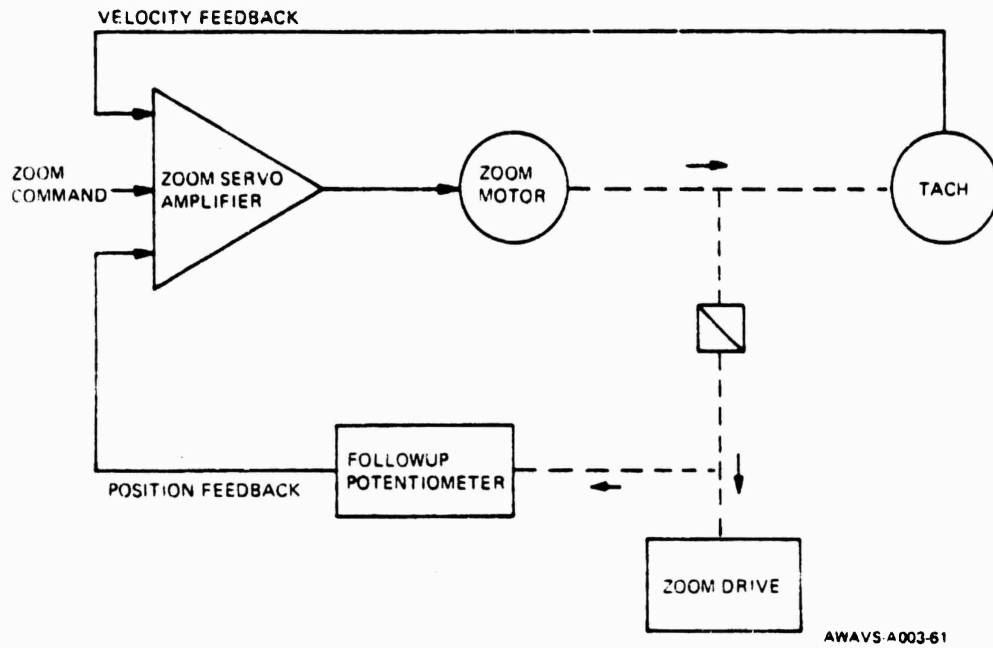 VELOCITY FEEDBACK
ZOOM
COMMAND
ZOOM SERVO
AMPLIFIER
ZOOM
MOTOR
TACH
FOLLOWUP
POTENTIOMETER
POSITION FEEDBACK
ZOOM DRIVE
AWAVS-A003-61